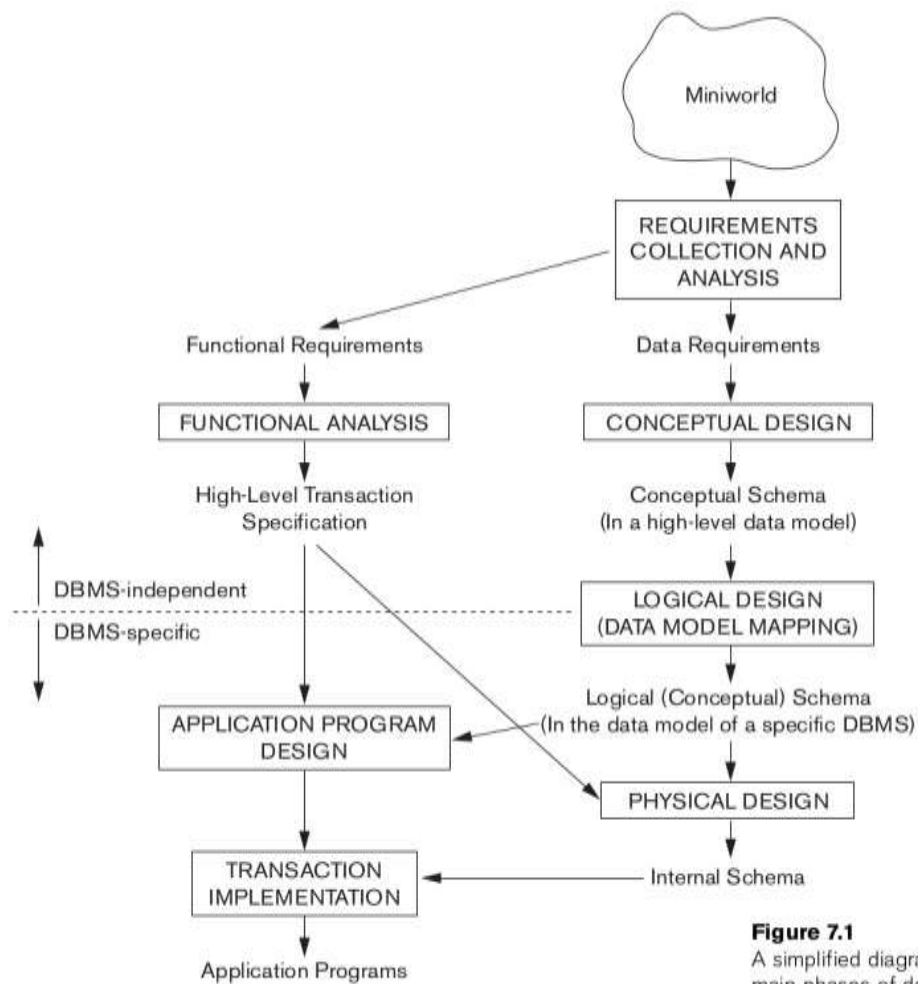 Miniworld
REQUIREMENTS
COLLECTION AND
ANALYSIS
Functional Requirements
Data Requirements
FUNCTIONAL ANALYSIS
CONCEPTUAL DESIGN
High-Level Transaction
Specification
Conceptual Schema
(In a high-level data model)
DBMS-independent
DBMS-specific
LOGICAL DESIGN
(DATA MODEL MAPPING)
Logical (Conceptual) Schema
(In the data model of a specific DBMS)
APPLICATION PROGRAM
DESIGN
PHYSICAL DESIGN
TRANSACTION
IMPLEMENTATION
Internal Schema
Application Programs
Figure 7.1
A simplified